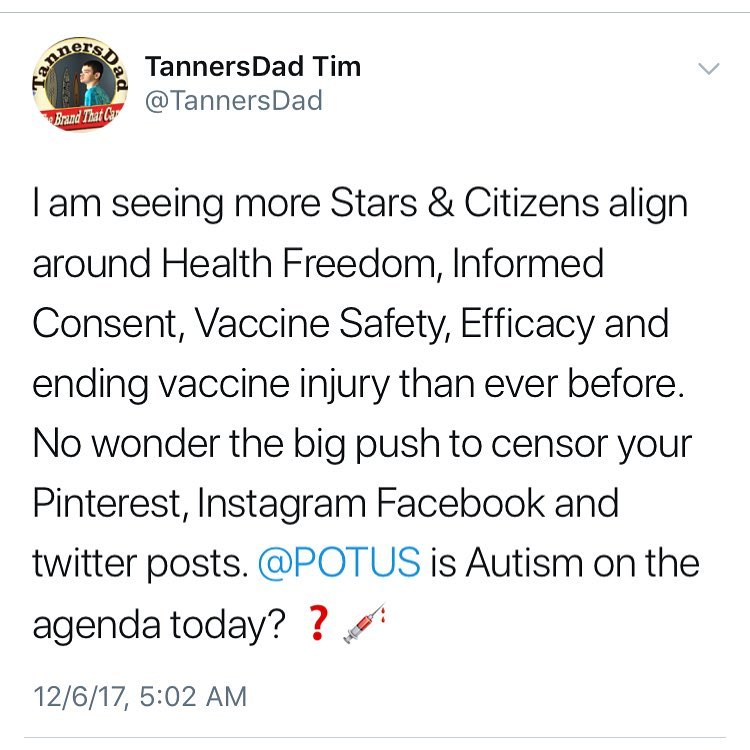 TannersDad
Brand That Ca
TannersDad Tim
@TannersDad
I am seeing more Stars & Citizens align
around Health Freedom, Informed
Consent, Vaccine Safety, Efficacy and
ending vaccine injury than ever before.
No wonder the big push to censor your
Pinterest, Instagram Facebook and
twitter posts. @POTUS is Autism on the
agenda today? ❓💉
12/6/17, 5:02 AM